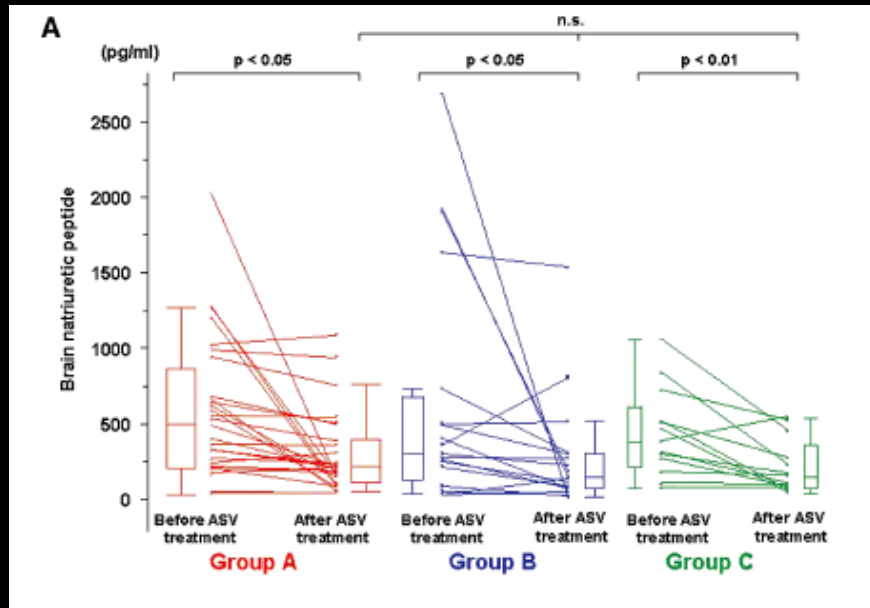 A
n.s.
(pg/ml)
p < 0.05
p < 0.05
p < 0.01
Brain natriuretic peptide
2500
2000
1500
1000
500
0
Before ASV
treatment
After ASV
treatment
Before ASV
treatment
After ASV
treatment
Before ASV
treatment
After ASV
treatment
Group A
Group B
Group C